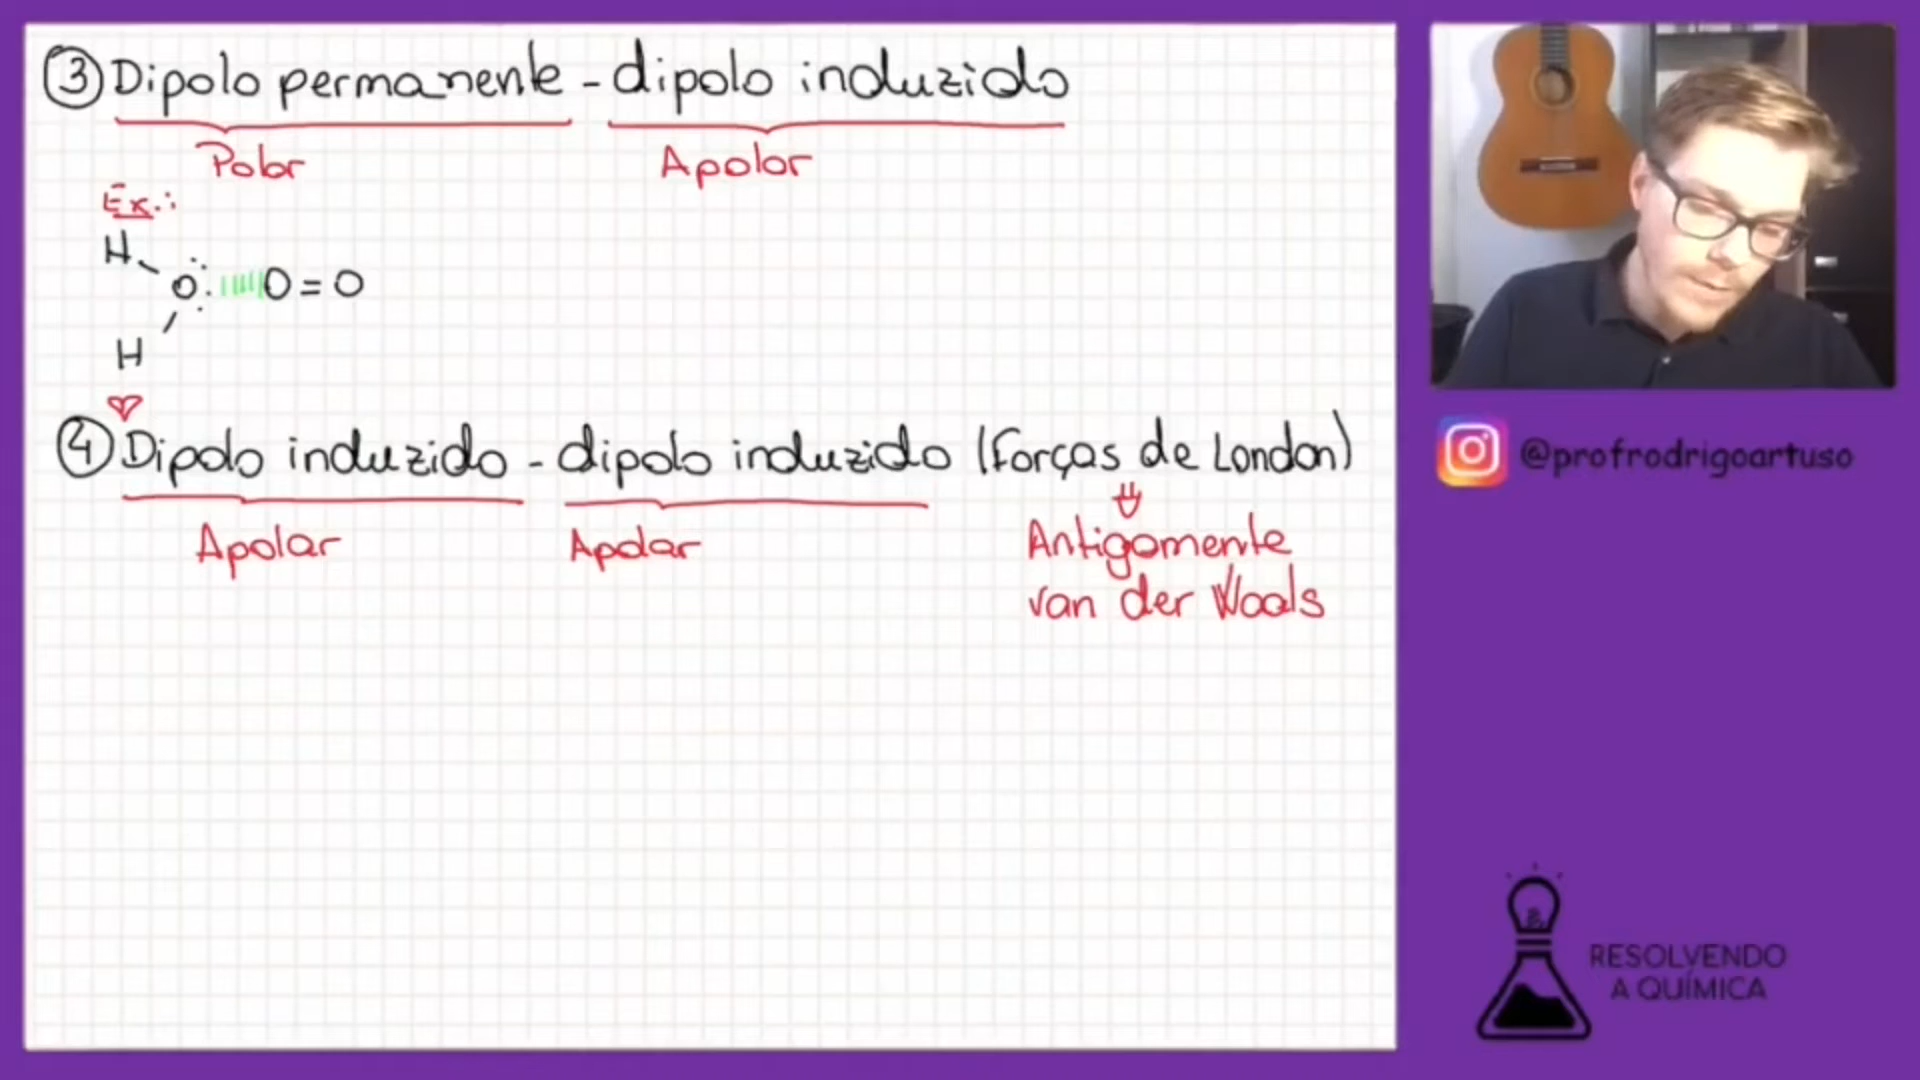 ③ Dipolo permanente - dipolo induzido
Polar Apolar
Ex.:
H
O O = O
H
④ Dipolo induzido - dipolo induzido (Forças de London)
Apolar Apolar Antigamente
van der Waals
@profrodrigoartuso
RESOLVENDO
A QUÍMICA